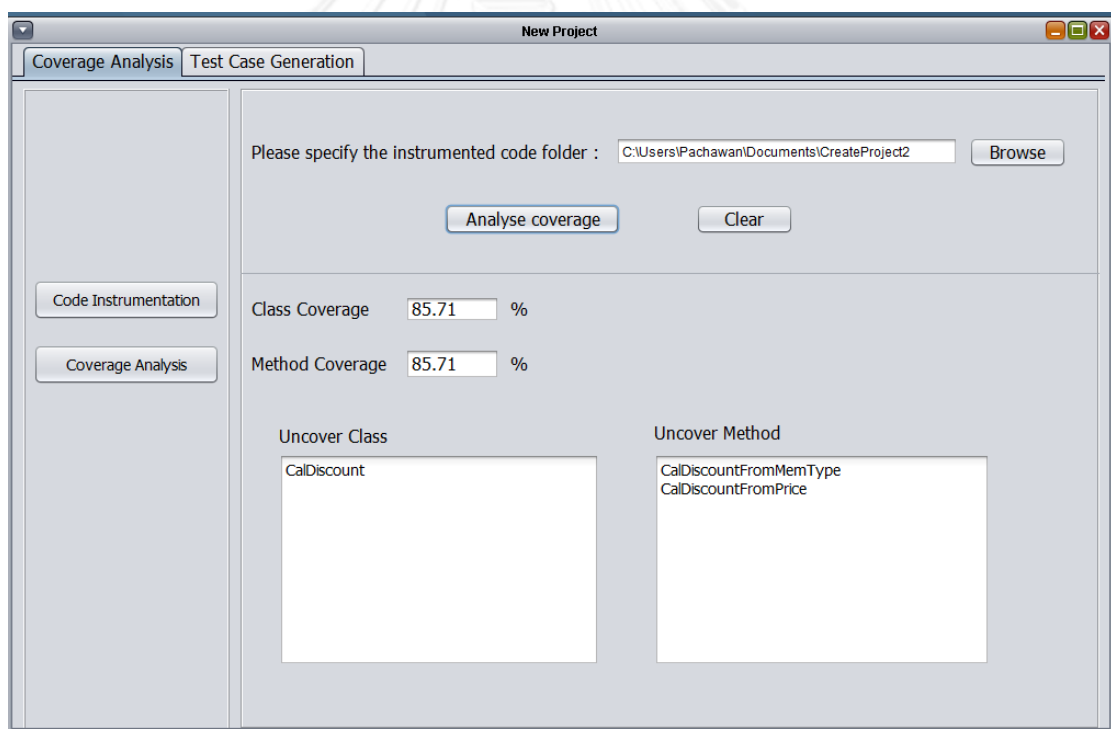 New Project
Coverage Analysis Test Case Generation
Please specify the instrumented code folder : C:\Users\Pachawan\Documents\CreateProject2 Browse
Analyse coverage Clear
Code Instrumentation
Class Coverage 85.71 %
Coverage Analysis
Method Coverage 85.71 %
Uncover Class
Uncover Method
CalDiscount
CalDiscountFromMemType
CalDiscountFromPrice